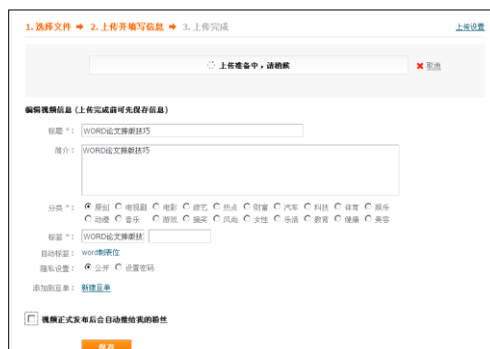 1. 选择文件 ➡ 2. 上传并填写信息 ➡ 3. 上传完成 上传设置
上传准备中，请稍候 取消
编辑视频信息 (上传完成前可先保存信息)
标题 *： WORD论文排版技巧
简介： WORD论文排版技巧
分类 *： 原创 电视剧 电影 综艺 热点 财富 汽车 科技 体育 娱乐
动漫 音乐 游戏 搞笑 风尚 女性 乐活 教育 健康 美容
标签 *： WORD论文排版技
自动标签： word制表位
隐私设置： 公开 设置密码
添加到豆单： 新建豆单
视频正式发布后会自动推给我的粉丝
保存